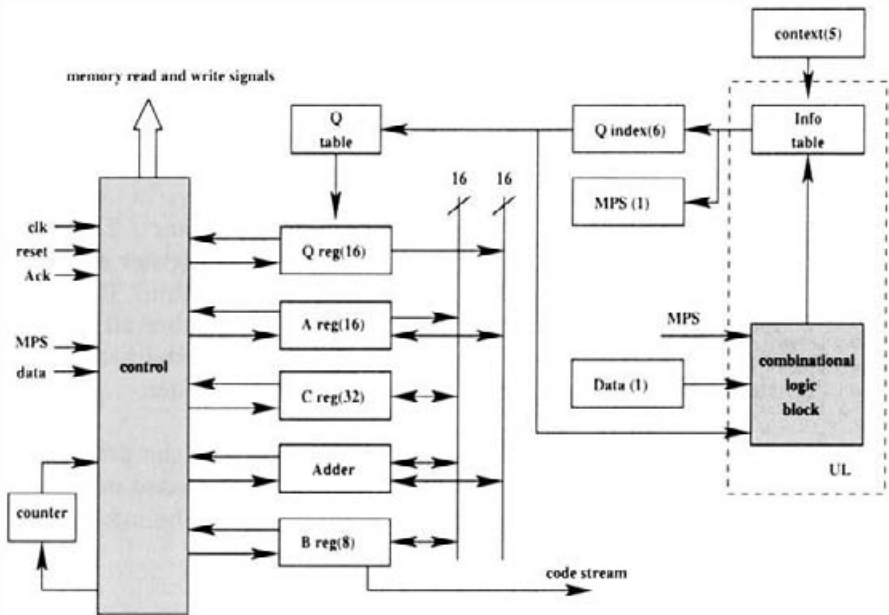 context(5)
memory read and write signals
Q
table
Q index(6)
Info
table
16
16
MPS (1)
clk
reset
Ack
Q reg(16)
MPS
data
control
A reg(16)
MPS
combinational
logic
block
C reg(32)
Data (1)
Adder
UL
counter
B reg(8)
code stream